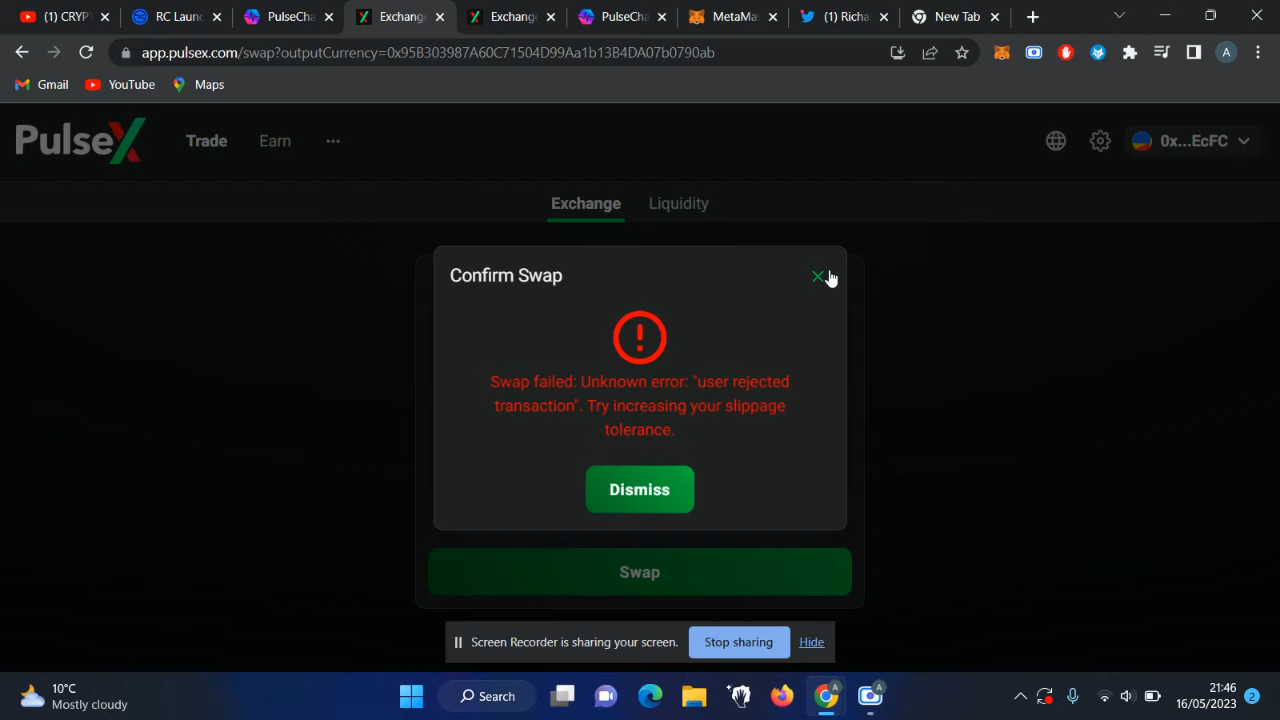 (1) CRYPT
RC Laun
PulseCha
Exchange
Exchange
PulseCha
MetaMas
(1) Richa
New Tab
app.pulsex.com/swap?outputCurrency=0x95B303987A60C71504D99Aa1b13B4DA07b0790ab
A
Gmail
YouTube
Maps
PulseX
Trade
Earn
...
0x...EcFC
Exchange
Liquidity
Confirm Swap
Swap failed: Unknown error: "user rejected
transaction". Try increasing your slippage
tolerance.
Dismiss
Swap
Screen Recorder is sharing your screen.
Stop sharing
Hide
10°C
Mostly cloudy
Search
A
A
21:46
16/05/2023
2